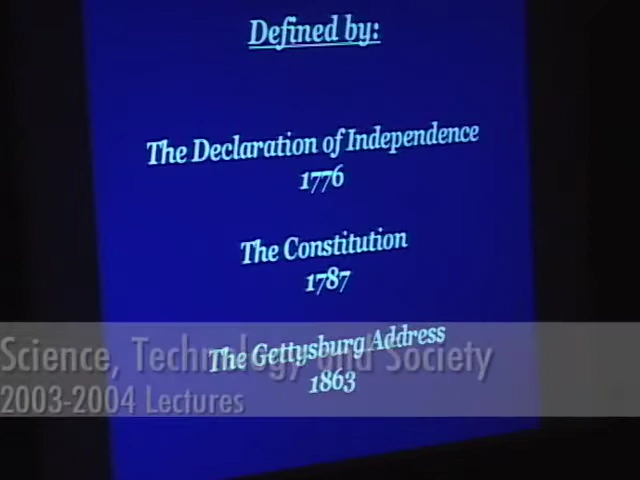 Defined by:
The Declaration of Independence
1776
The Constitution
1787
The Gettysburg Address
1863
Science, Technology and Society
2003-2004 Lectures